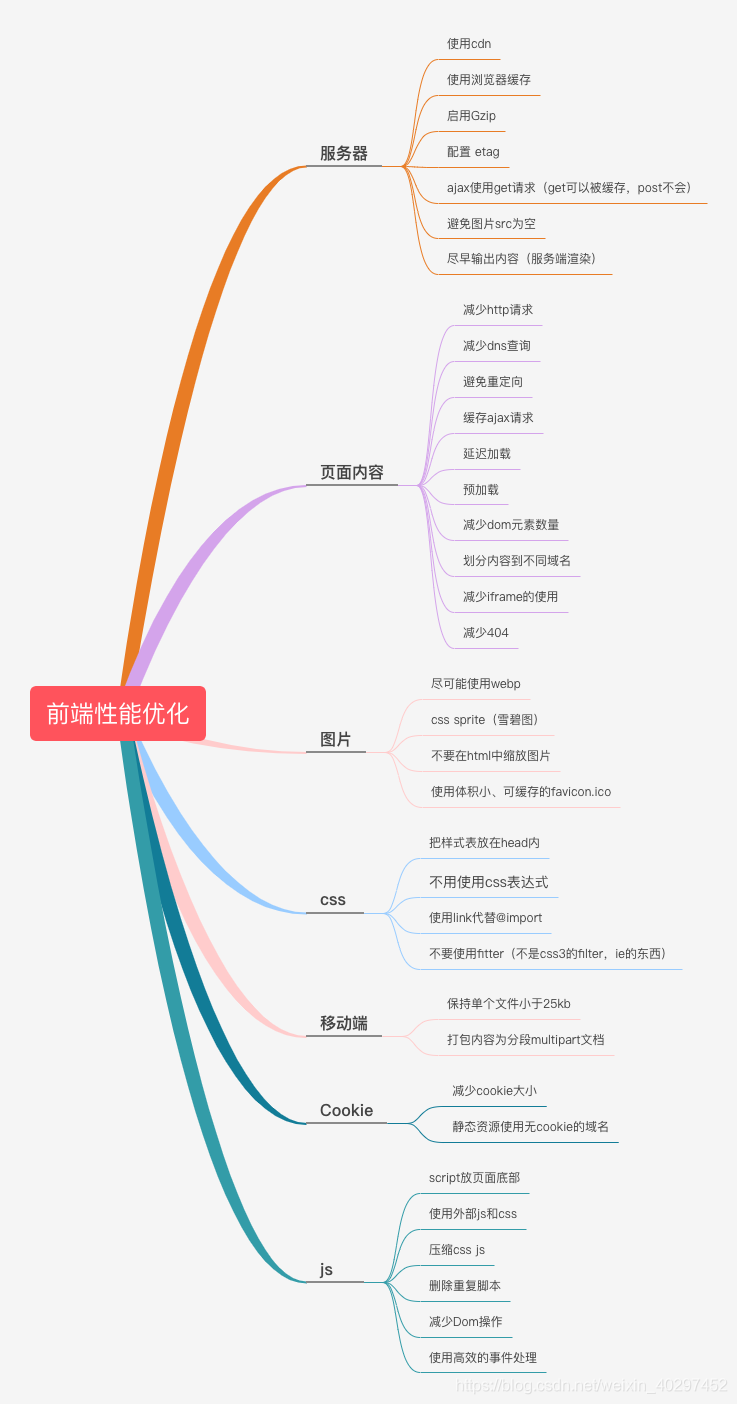 前端性能优化
服务器
使用cdn
使用浏览器缓存
启用Gzip
配置 etag
ajax使用get请求（get可以被缓存，post不会）
避免图片src为空
尽早输出内容（服务端渲染）
页面内容
减少http请求
减少dns查询
避免重定向
缓存ajax请求
延迟加载
预加载
减少dom元素数量
划分内容到不同域名
减少iframe的使用
减少404
图片
尽可能使用webp
css sprite（雪碧图）
不要在html中缩放图片
使用体积小、可缓存的favicon.ico
css
把样式表放在head内
不用使用css表达式
使用link代替@import
不要使用fitter（不是css3的filter，ie的东西）
移动端
保持单个文件小于25kb
打包内容为分段multipart文档
Cookie
减少cookie大小
静态资源使用无cookie的域名
js
script放页面底部
使用外部js和css
压缩css js
删除重复脚本
减少Dom操作
使用高效的事件处理
https://blog.csdn.net/weixin_40297452